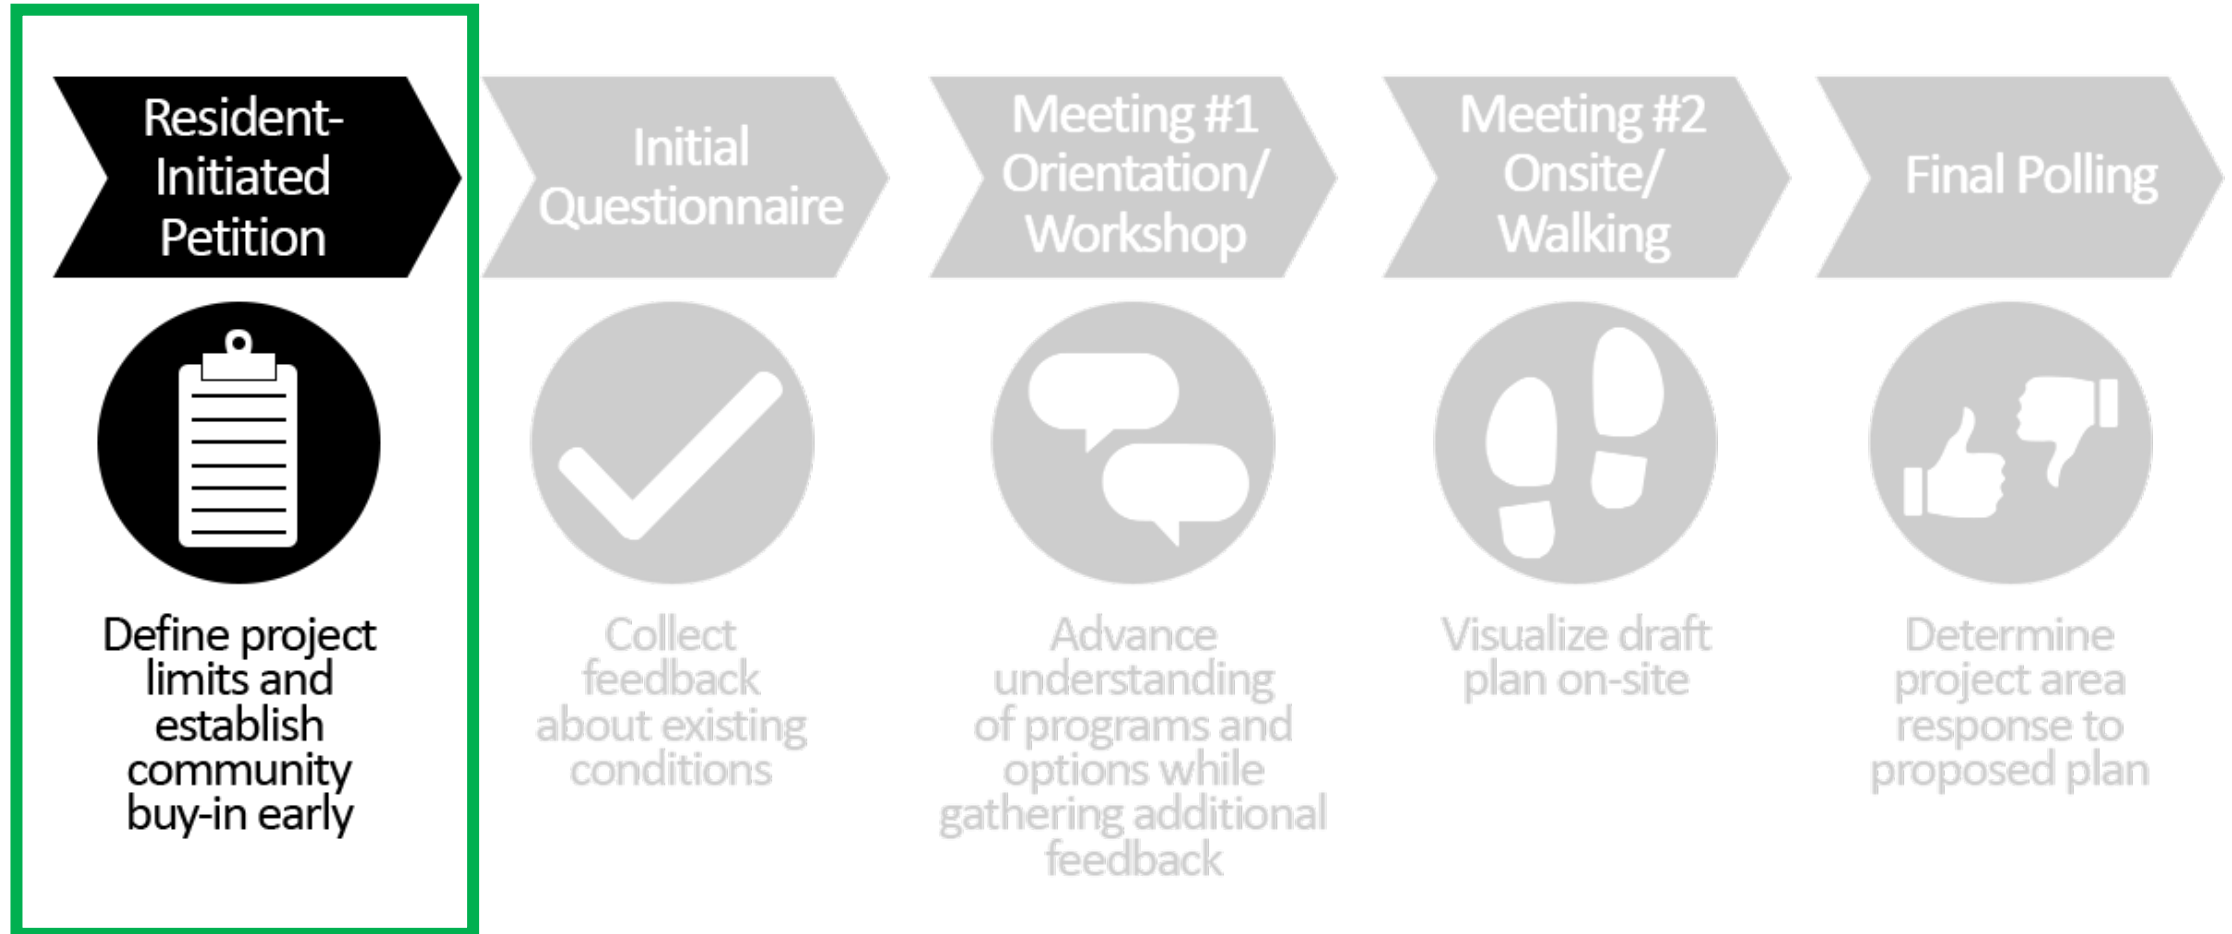 Resident-
Initiated
Petition
Initial
Questionnaire
Meeting #1
Orientation/
Workshop
Meeting #2
Onsite/
Walking
Final Polling
Define project
limits and
establish
community
buy-in early
Collect
feedback
about existing
conditions
Advance
understanding
of programs and
options while
gathering additional
feedback
Visualize draft
plan on-site
Determine
project area
response to
proposed plan